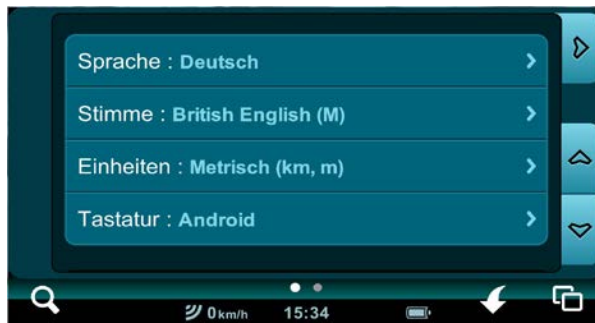 Sprache : Deutsch
Stimme : British English (M)
Einheiten : Metrisch (km, m)
Tastatur : Android
0 km/h 15:34